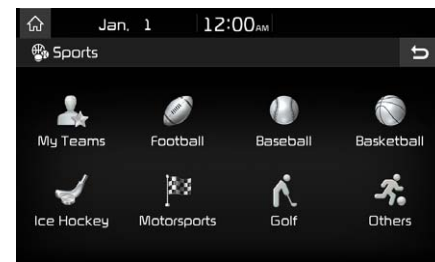 Jan. 1 12:00AM
Sports
My Teams Football Baseball Basketball
Ice Hockey Motorsports Golf Others